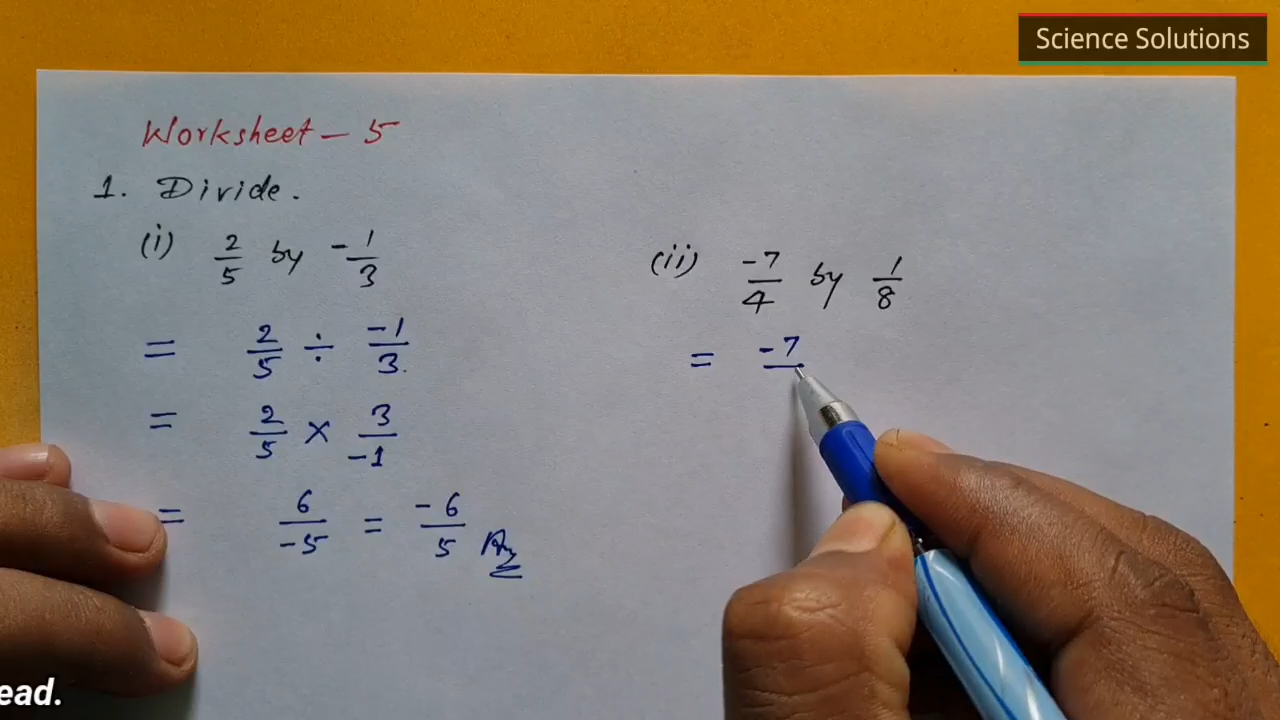 Science Solutions
Worksheet - 5
1. Divide.
(i) 2/5 by -1/3
= 2/5 ÷ -1/3
= 2/5 × 3/-1
= 6/-5 = -6/5 Ans
(ii) -7/4 by 1/8
= -7
ead.